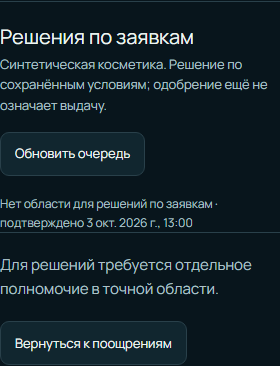 Решения по заявкам
Синтетическая косметика. Решение по
сохранённым условиям; одобрение ещё не
означает выдачу.
Обновить очередь
Нет области для решений по заявкам ·
подтверждено 3 окт. 2026 г., 13:00
Для решений требуется отдельное
полномочие в точной области.
Вернуться к поощрениям